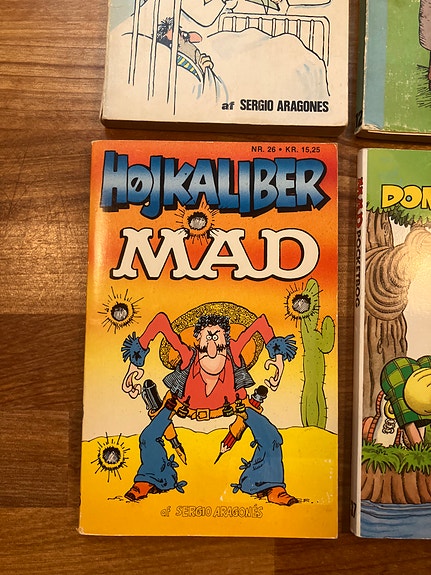 af SERGIO ARAGONES
NR. 26 • KR. 15,25
HØJKALIBER
MAD
af SERGIO ARAGONÉS
MAD
DON